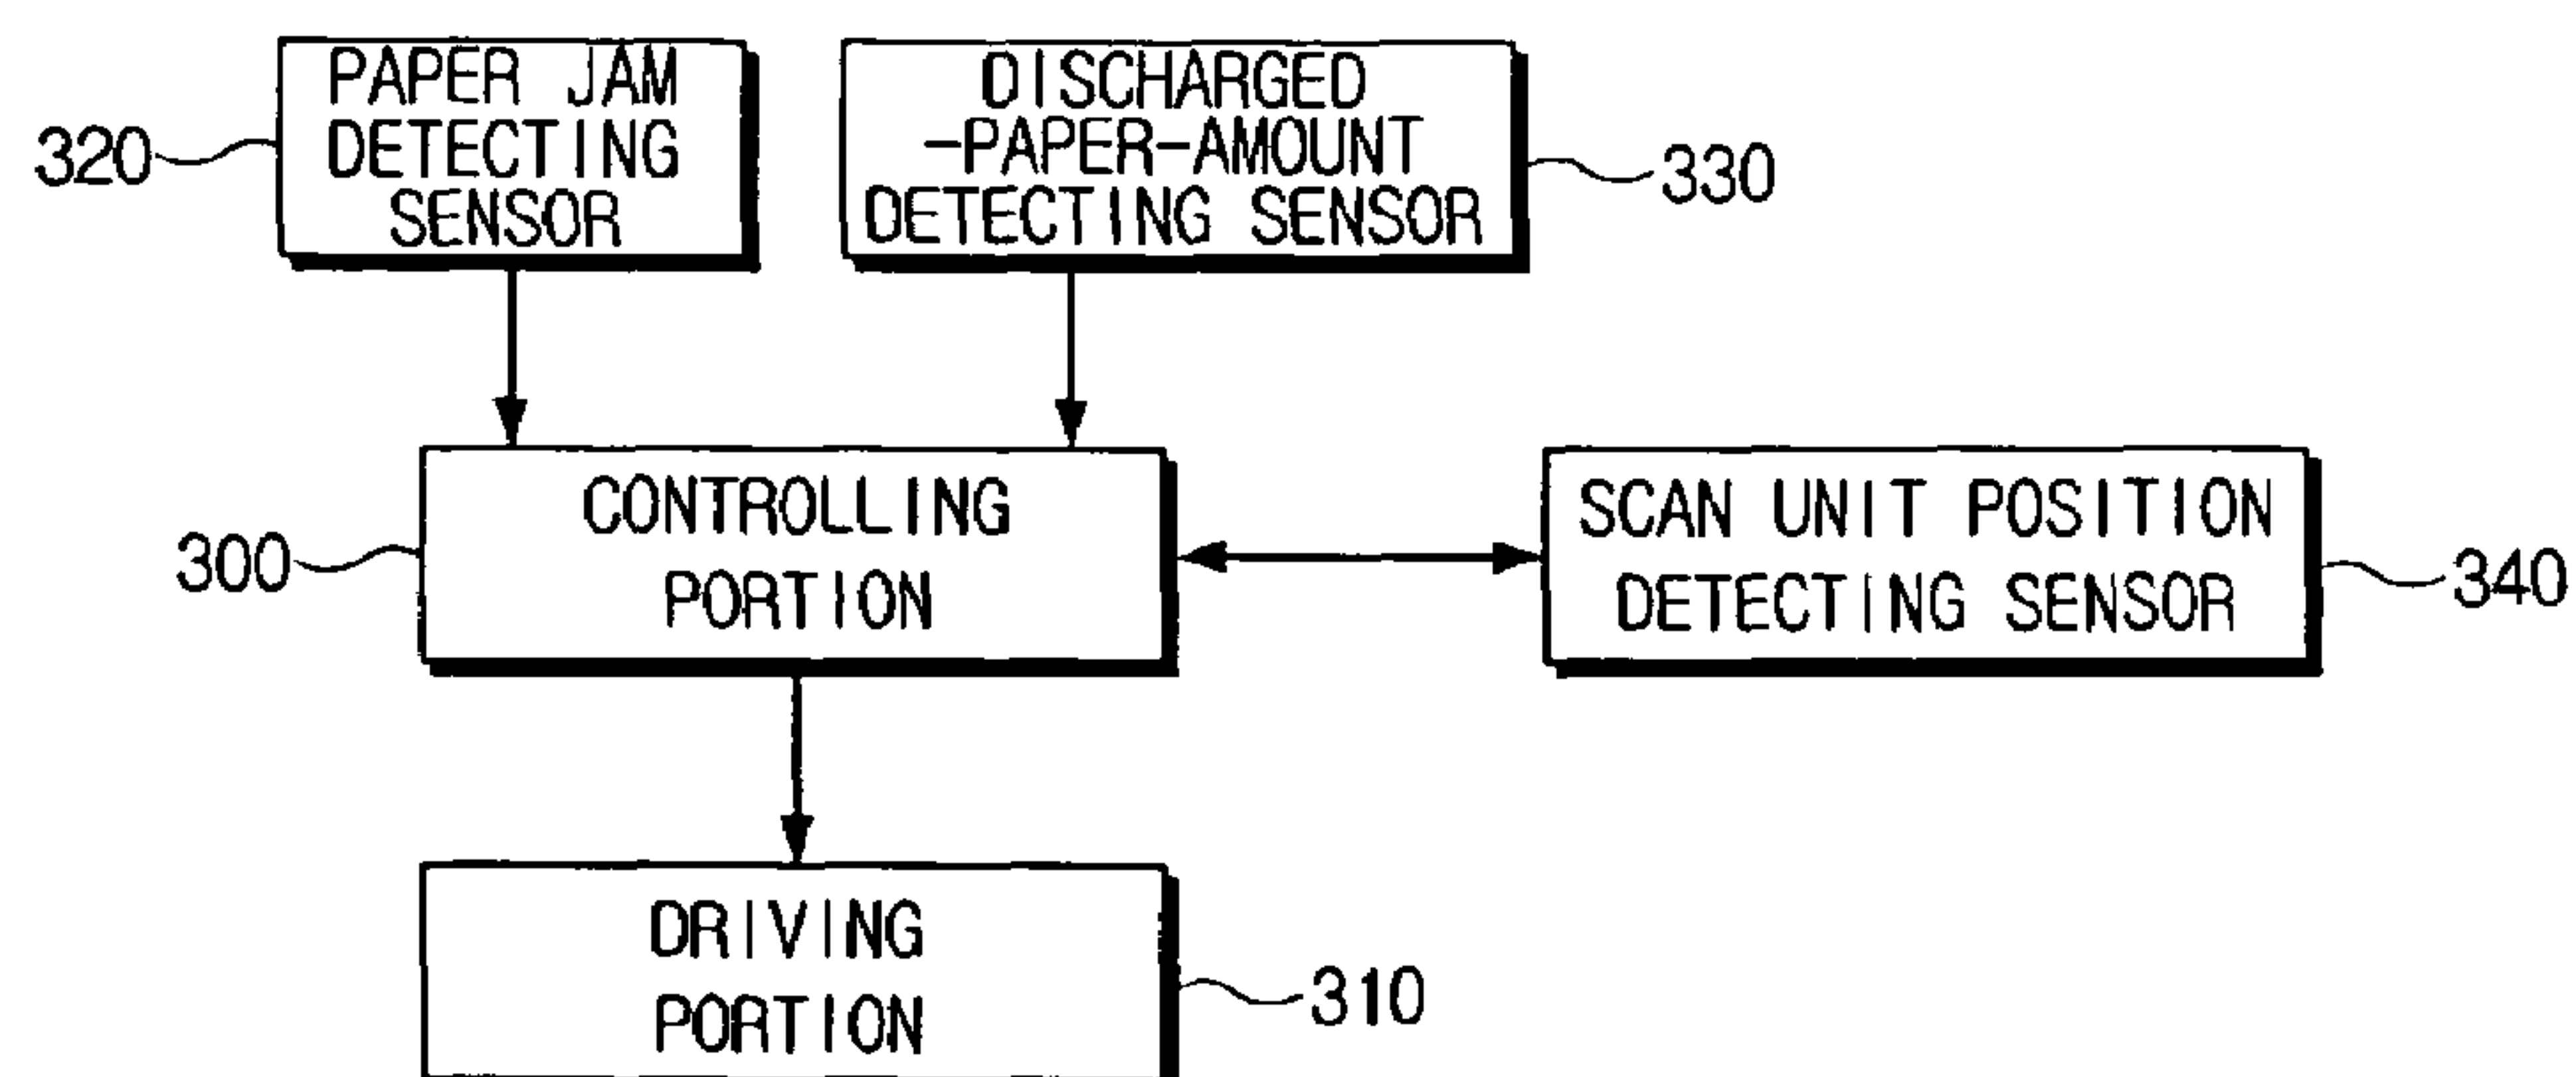 PAPER JAM
DETECTING
SENSOR
320
DISCHARGED
-PAPER-AMOUNT
DETECTING SENSOR
330
CONTROLLING
PORTION
300
SCAN UNIT POSITION
DETECTING SENSOR
340
DRIVING
PORTION
310